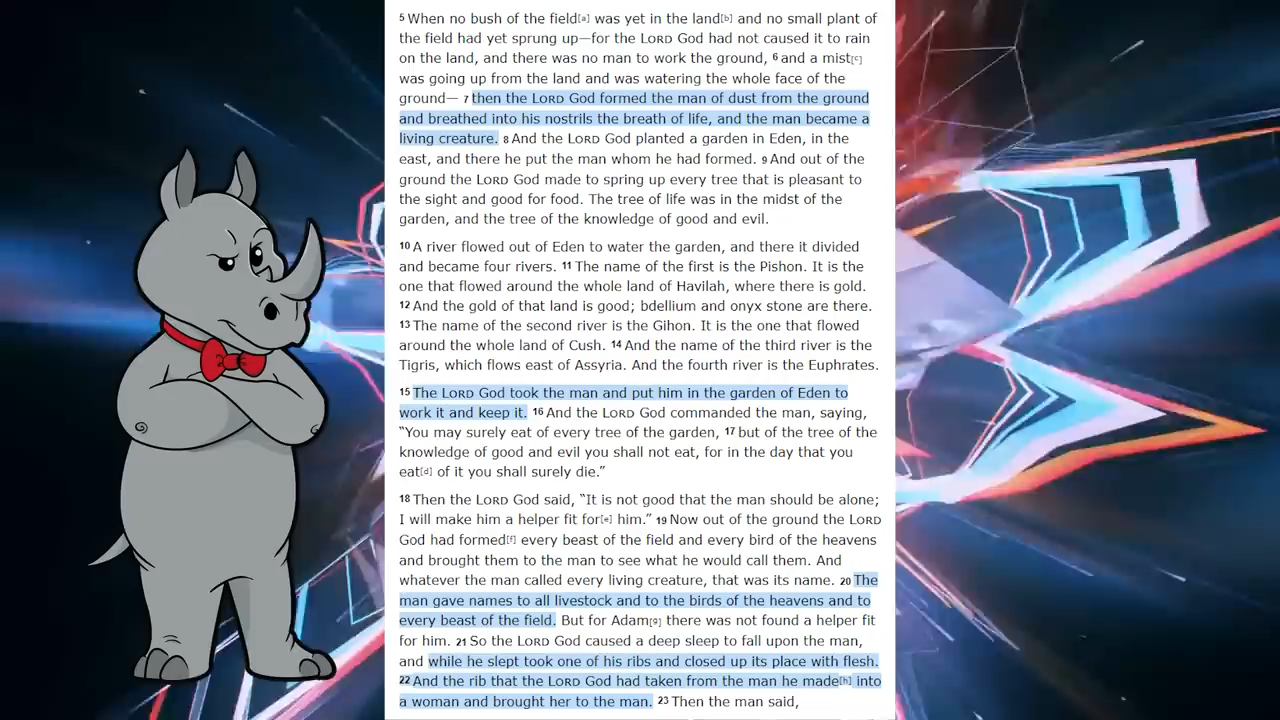 5 When no bush of the field[a] was yet in the land[b] and no small plant of
the field had yet sprung up—for the LORD God had not caused it to rain
on the land, and there was no man to work the ground, 6 and a mist[c]
was going up from the land and was watering the whole face of the
ground— 7 then the LORD God formed the man of dust from the ground
and breathed into his nostrils the breath of life, and the man became a
living creature. 8 And the LORD God planted a garden in Eden, in the
east, and there he put the man whom he had formed. 9 And out of the
ground the LORD God made to spring up every tree that is pleasant to
the sight and good for food. The tree of life was in the midst of the
garden, and the tree of the knowledge of good and evil.
10 A river flowed out of Eden to water the garden, and there it divided
and became four rivers. 11 The name of the first is the Pishon. It is the
one that flowed around the whole land of Havilah, where there is gold.
12 And the gold of that land is good; bdellium and onyx stone are there.
13 The name of the second river is the Gihon. It is the one that flowed
around the whole land of Cush. 14 And the name of the third river is the
Tigris, which flows east of Assyria. And the fourth river is the Euphrates.
15 The LORD God took the man and put him in the garden of Eden to
work it and keep it. 16 And the LORD God commanded the man, saying,
“You may surely eat of every tree of the garden, 17 but of the tree of the
knowledge of good and evil you shall not eat, for in the day that you
eat[d] of it you shall surely die.”
18 Then the LORD God said, “It is not good that the man should be alone;
I will make him a helper fit for[e] him.” 19 Now out of the ground the LORD
God had formed[f] every beast of the field and every bird of the heavens
and brought them to the man to see what he would call them. And
whatever the man called every living creature, that was its name. 20 The
man gave names to all livestock and to the birds of the heavens and to
every beast of the field. But for Adam[g] there was not found a helper fit
for him. 21 So the LORD God caused a deep sleep to fall upon the man,
and while he slept took one of his ribs and closed up its place with flesh.
22 And the rib that the LORD God had taken from the man he made[h] into
a woman and brought her to the man. 23 Then the man said,